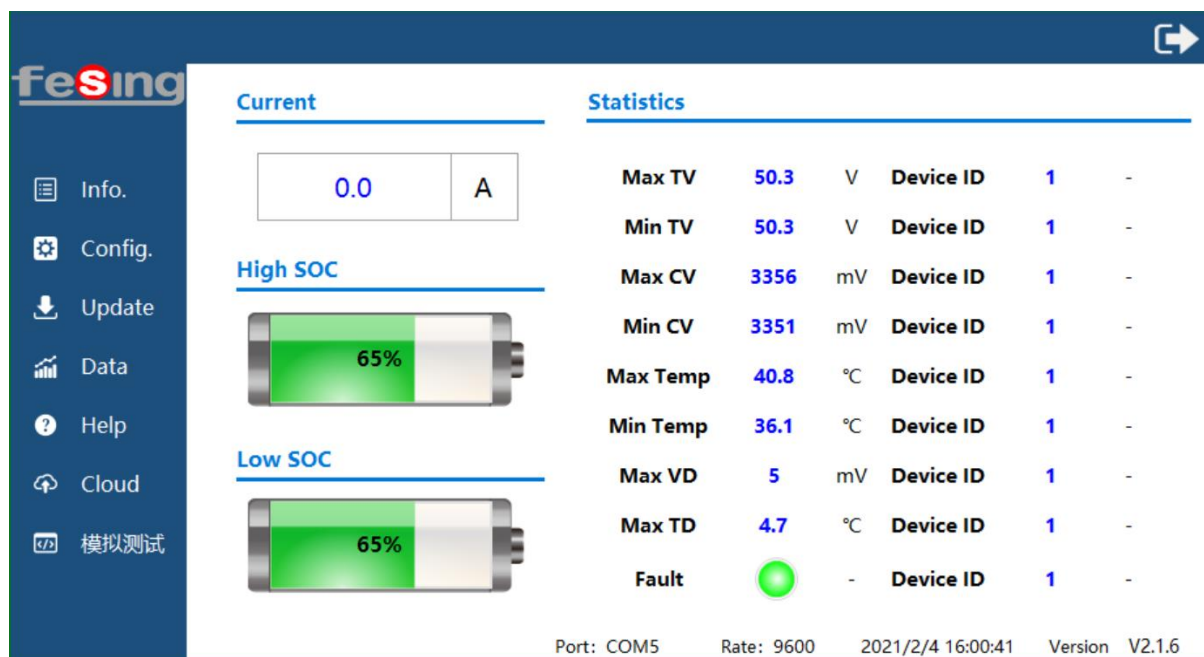 fesing
Info.
Config.
Update
Data
Help
Cloud
模拟测试
Current
0.0 A
High SOC
65%
Low SOC
65%
Statistics
Max TV 50.3 V Device ID 1 -
Min TV 50.3 V Device ID 1 -
Max CV 3356 mV Device ID 1 -
Min CV 3351 mV Device ID 1 -
Max Temp 40.8 ℃ Device ID 1 -
Min Temp 36.1 ℃ Device ID 1 -
Max VD 5 mV Device ID 1 -
Max TD 4.7 ℃ Device ID 1 -
Fault - Device ID 1 -
Port: COM5 Rate: 9600 2021/2/4 16:00:41 Version V2.1.6